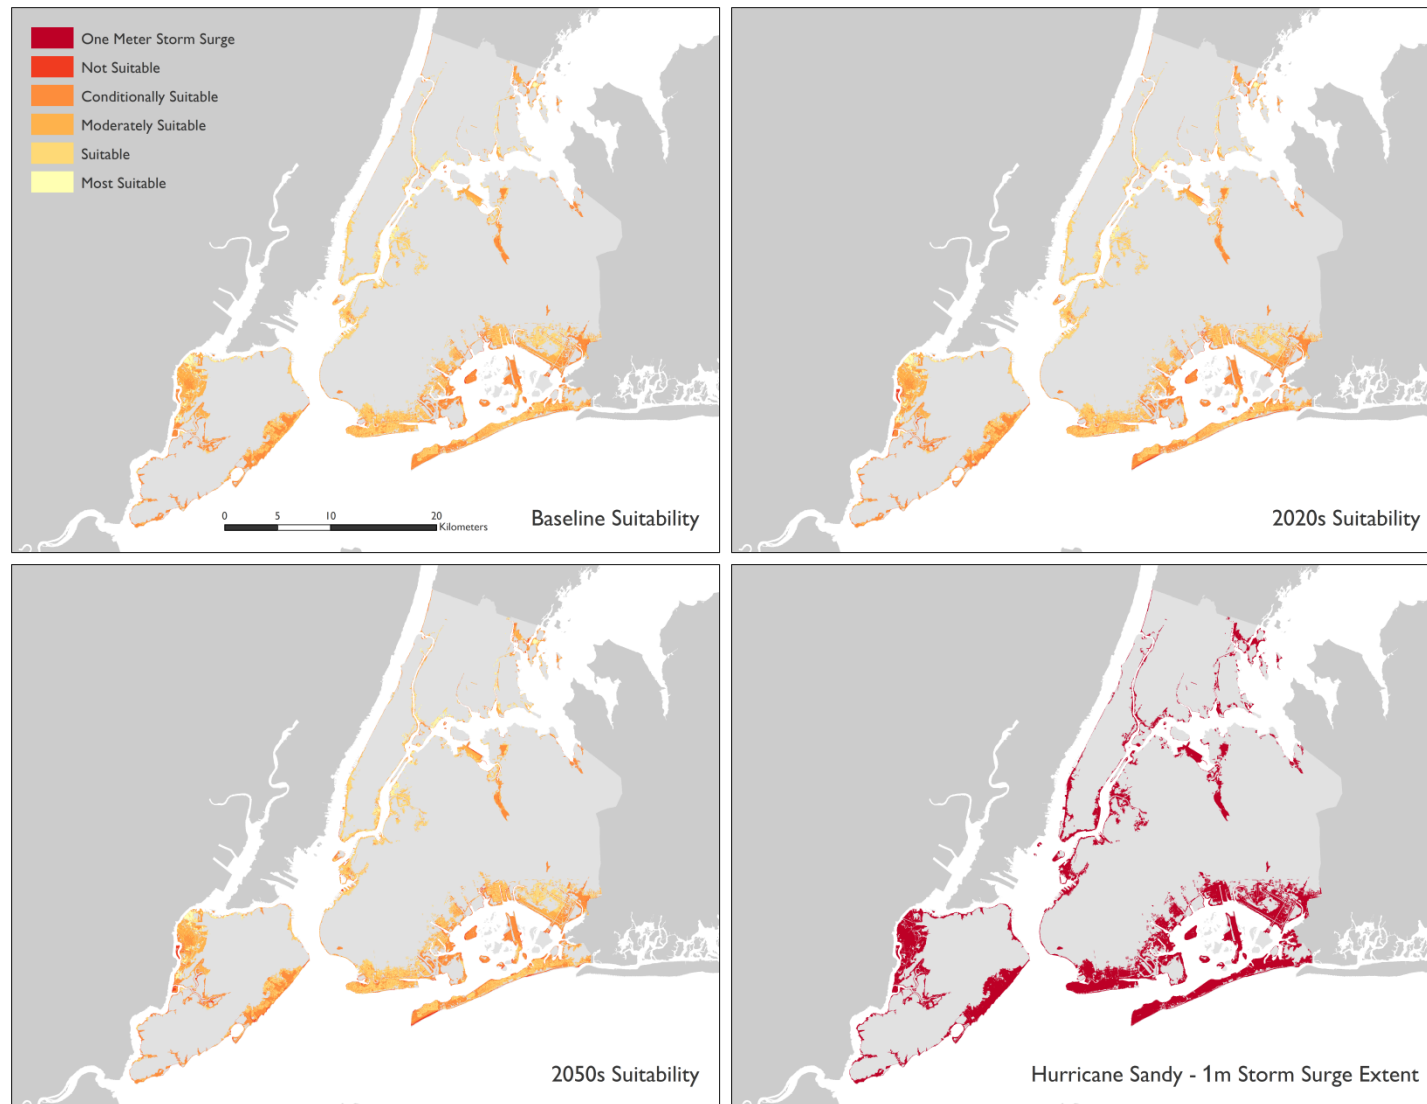 One Meter Storm Surge
Not Suitable
Conditionally Suitable
Moderately Suitable
Suitable
Most Suitable
0 5 10 20
Kilometers
Baseline Suitability
2020s Suitability
2050s Suitability
Hurricane Sandy - 1m Storm Surge Extent